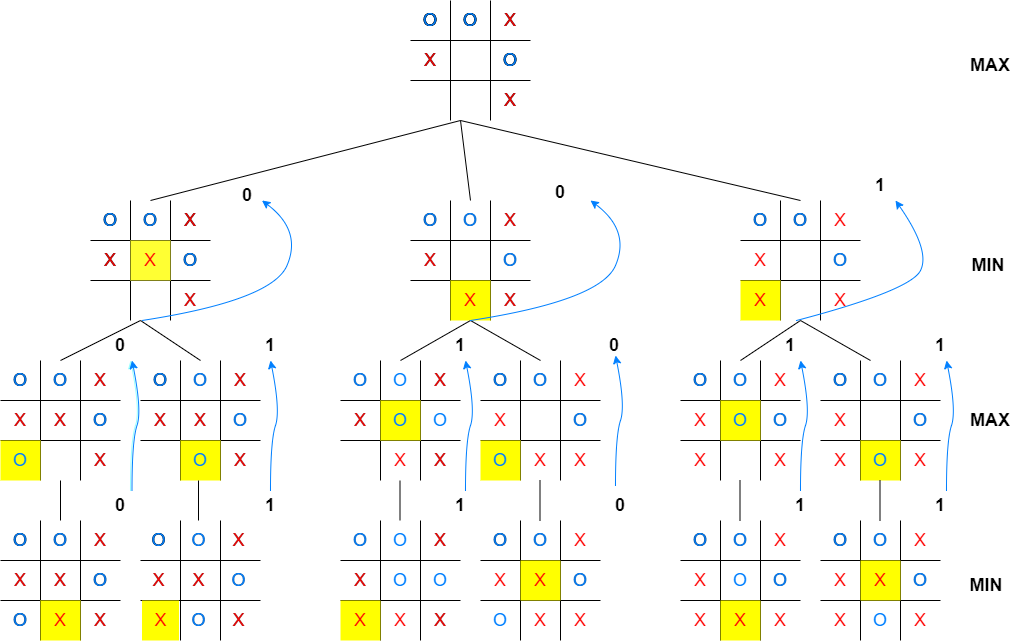 O O X
X O MAX
X
0 0 1
O O X O O X O O X
X X O X O X O MIN
X X X X X
0 1 1 0 1 1
O O X O O X O O X O O X O O X O O X
X X O X X O X O O X O X O O X O MAX
O X O X X X O X X X X X O X
0 1 1 0 1 1
O O X O O X O O X O O X O O X O O X
X X O X X O X O O X X O X O O X X O MIN
O X X X O X X X X O X X X X X X O X